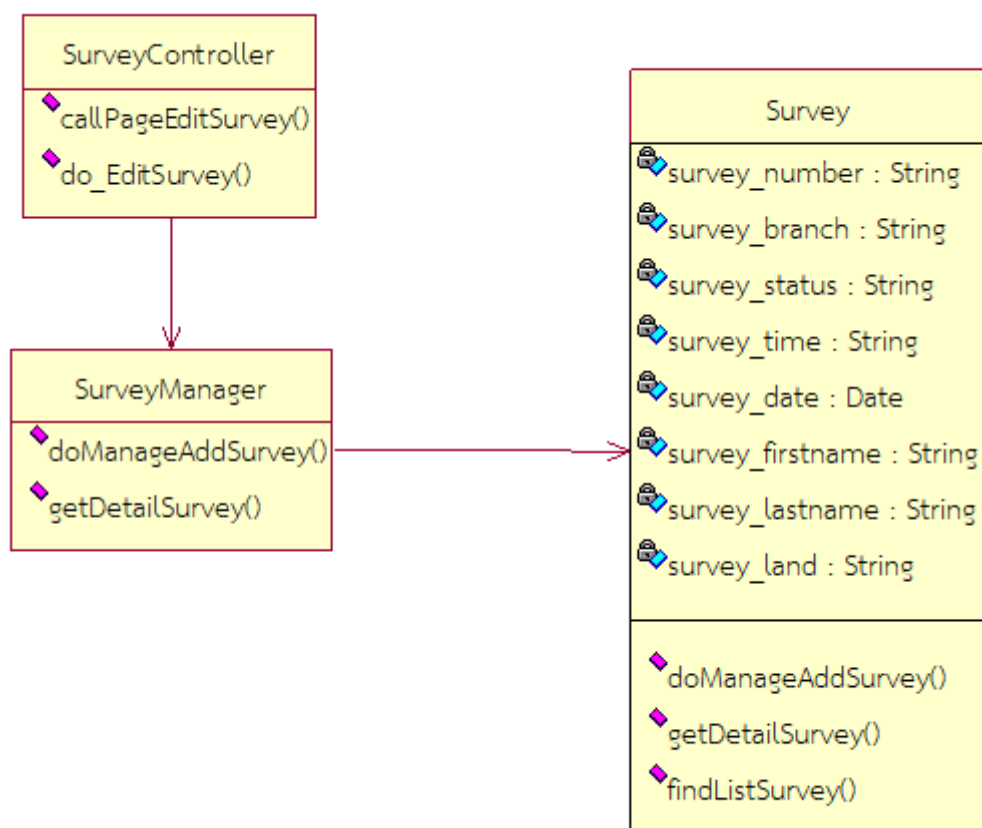 SurveyController
callPageEditSurvey()
do_EditSurvey()
SurveyManager
doManageAddSurvey()
getDetailSurvey()
Survey
survey_number : String
survey_branch : String
survey_status : String
survey_time : String
survey_date : Date
survey_firstname : String
survey_lastname : String
survey_land : String
doManageAddSurvey()
getDetailSurvey()
findListSurvey()